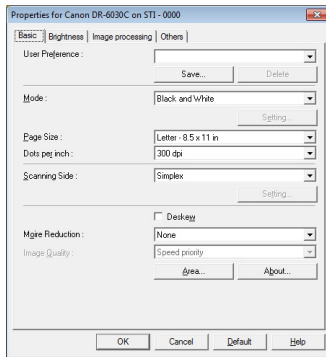 Properties for Canon DR-6030C on STI - 0000
Basic Brightness Image processing Others
User Preference :
Save... Delete
Mode : Black and White
Setting...
Page Size : Letter - 8.5 x 11 in
Dots per inch : 300 dpi
Scanning Side : Simplex
Setting...
Deskew
Moire Reduction : None
Image Quality : Speed priority
Area... About...
OK Cancel Default Help